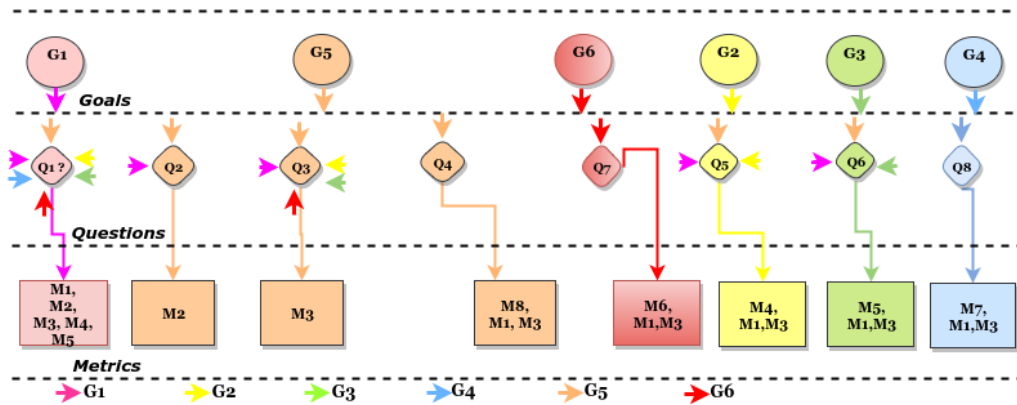 G1 G5 G6 G2 G3 G4
Goals
Q1 ? Q2 Q3 Q4 Q7 Q5 Q6 Q8
Questions
M1,
M2,
M3, M4,
M5
M2
M3
M8,
M1, M3
M6,
M1,M3
M4,
M1,M3
M5,
M1,M3
M7,
M1,M3
Metrics
G1 G2 G3 G4 G5 G6